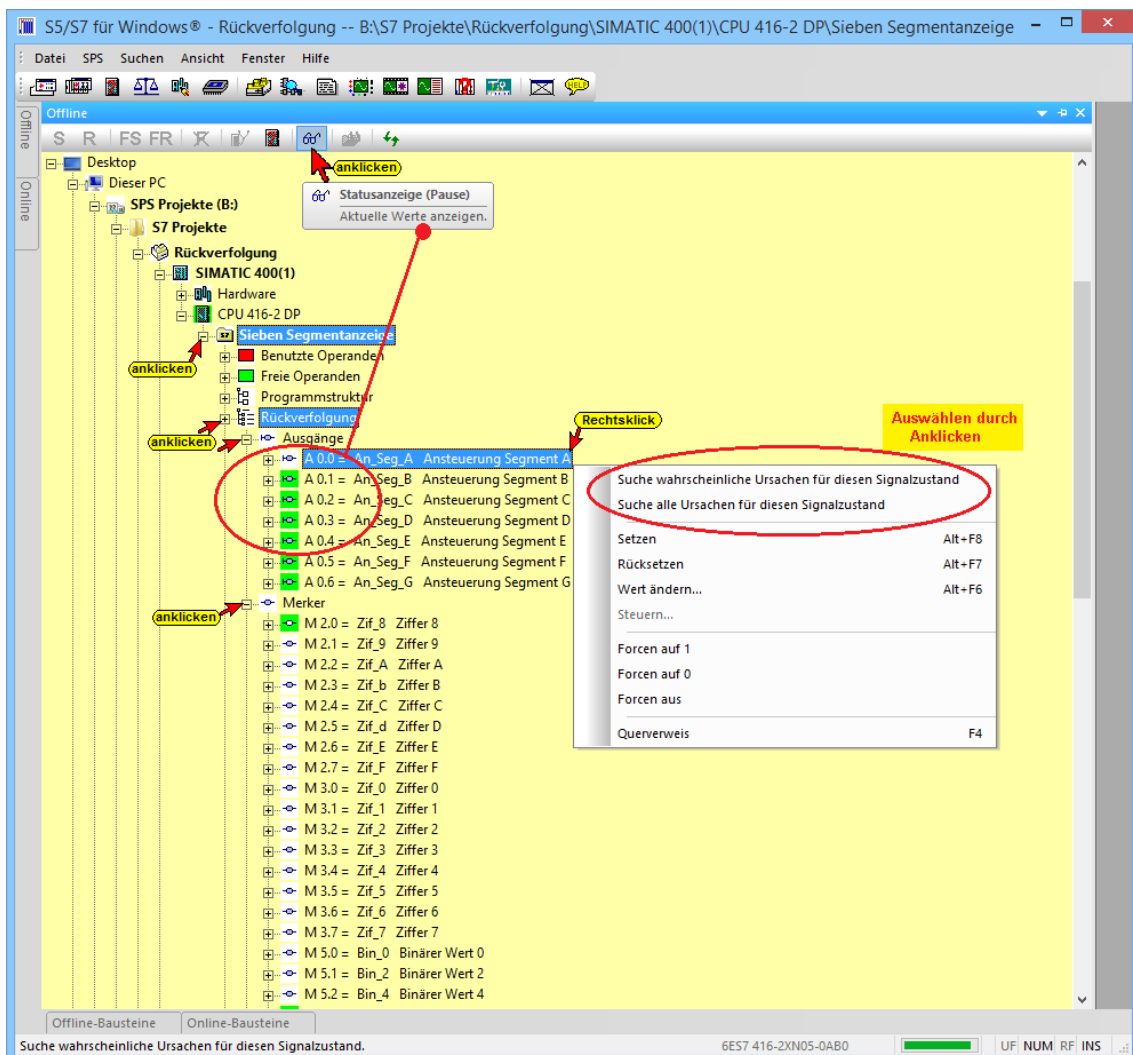 S5/S7 für Windows® - Rückverfolgung -- B:\S7 Projekte\Rückverfolgung\SIMATIC 400(1)\CPU 416-2 DP\Sieben Segmentanzeige
Datei SPS Suchen Ansicht Fenster Hilfe
HELP
Offline
Online
Offline
S R FS FR
anklicken
Statusanzeige (Pause)
Aktuelle Werte anzeigen.
Desktop
Dieser PC
SPS Projekte (B:)
S7 Projekte
Rückverfolgung
SIMATIC 400(1)
Hardware
CPU 416-2 DP
Sieben Segmentanzeige
anklicken
Benutzte Operanden
Freie Operanden
Programmstruktur
Rückverfolgung
anklicken
Ausgänge
Rechtsklick
Auswählen durch
Anklicken
A 0.0 = An_Seg_A Ansteuerung Segment A
A 0.1 = An_Seg_B Ansteuerung Segment B
A 0.2 = An_Seg_C Ansteuerung Segment C
A 0.3 = An_Seg_D Ansteuerung Segment D
A 0.4 = An_Seg_E Ansteuerung Segment E
A 0.5 = An_Seg_F Ansteuerung Segment F
A 0.6 = An_Seg_G Ansteuerung Segment G
Suche wahrscheinliche Ursachen für diesen Signalzustand
Suche alle Ursachen für diesen Signalzustand
Setzen Alt+F8
Rücksetzen Alt+F7
Wert ändern... Alt+F6
Steuern...
Forcen auf 1
Forcen auf 0
Forcen aus
Querverweis F4
anklicken
Merker
M 2.0 = Zif_8 Ziffer 8
M 2.1 = Zif_9 Ziffer 9
M 2.2 = Zif_A Ziffer A
M 2.3 = Zif_b Ziffer B
M 2.4 = Zif_C Ziffer C
M 2.5 = Zif_d Ziffer D
M 2.6 = Zif_E Ziffer E
M 2.7 = Zif_F Ziffer F
M 3.0 = Zif_0 Ziffer 0
M 3.1 = Zif_1 Ziffer 1
M 3.2 = Zif_2 Ziffer 2
M 3.3 = Zif_3 Ziffer 3
M 3.4 = Zif_4 Ziffer 4
M 3.5 = Zif_5 Ziffer 5
M 3.6 = Zif_6 Ziffer 6
M 3.7 = Zif_7 Ziffer 7
M 5.0 = Bin_0 Binärer Wert 0
M 5.1 = Bin_2 Binärer Wert 2
M 5.2 = Bin_4 Binärer Wert 4
Offline-Bausteine Online-Bausteine
Suche wahrscheinliche Ursachen für diesen Signalzustand. 6ES7 416-2XN05-0AB0 UF NUM RF INS